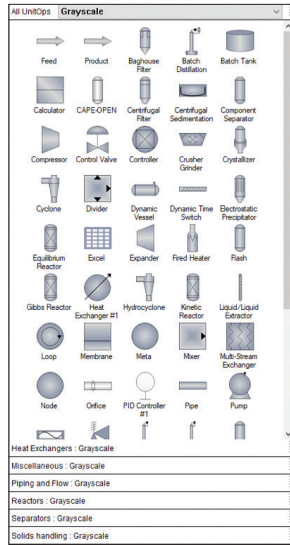 All UnitOps Grayscale
Feed Product Baghouse Filter Batch Distillation Batch Tank
Calculator CAPE-OPEN Centrifugal Filter Centrifugal Sedimentation Component Separator
Compressor Control Valve Controller Crusher Grinder Crystallizer
Cyclone Divider Dynamic Vessel Dynamic Time Switch Electrostatic Precipitator
Equilibrium Reactor Excel Expander Fired Heater Flash
Gibbs Reactor Heat Exchanger #1 Hydrocyclone Kinetic Reactor Liquid/Liquid Extractor
Loop Membrane Meta Mixer Multi-Stream Exchanger
Node Orifice PID Controller #1 Pipe Pump
Heat Exchangers : Grayscale
Miscellaneous : Grayscale
Piping and Flow : Grayscale
Reactors : Grayscale
Separators : Grayscale
Solids handling : Grayscale